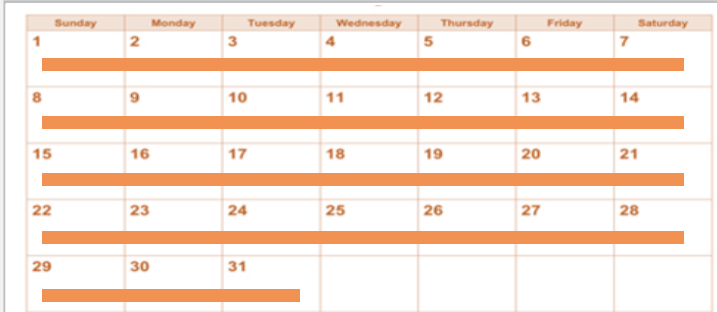 Sunday Monday Tuesday Wednesday Thursday Friday Saturday
1 2 3 4 5 6 7
8 9 10 11 12 13 14
15 16 17 18 19 20 21
22 23 24 25 26 27 28
29 30 31